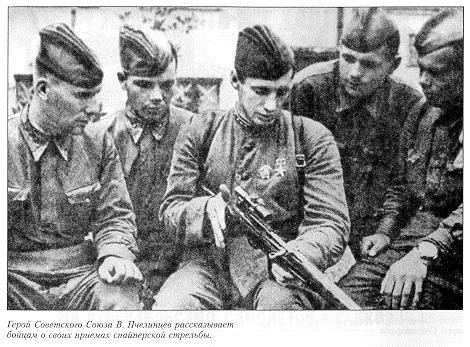 Герой Советского Союза В. Пчелинцев рассказывает
бойцам о своих приемах снайперской стрельбы.